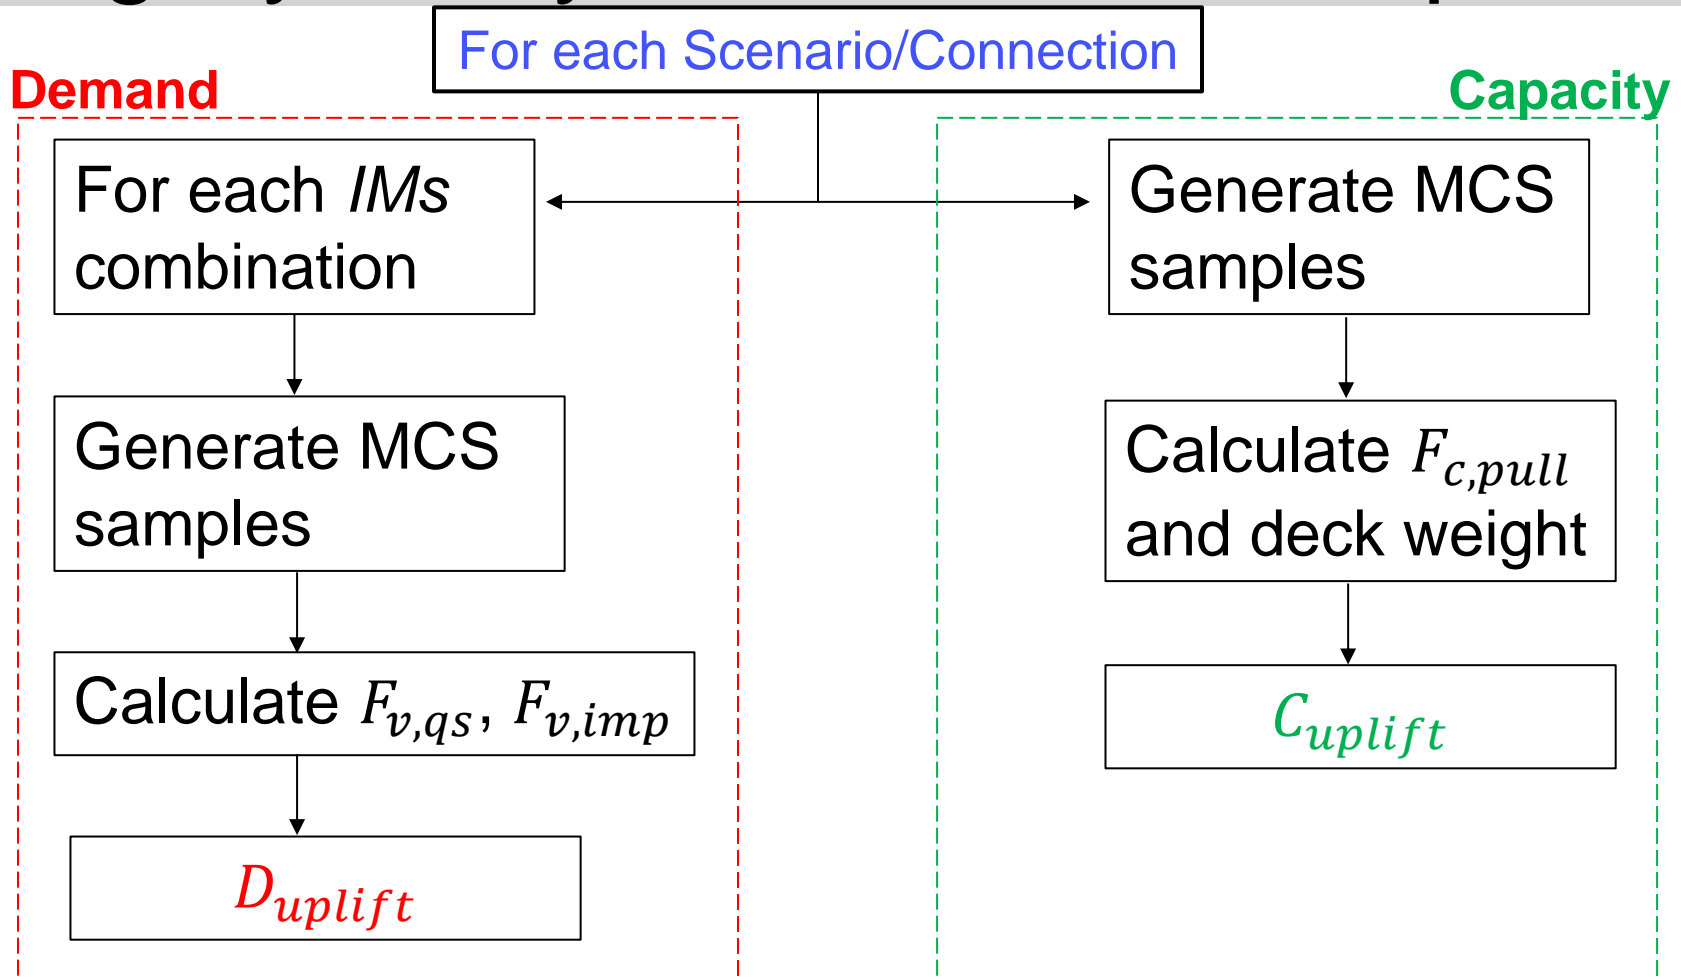 For each Scenario/Connection
Demand
For each IMs
combination
Generate MCS
samples
Calculate F_{v,qs}, F_{v,imp}
D_{uplift}
Capacity
Generate MCS
samples
Calculate F_{c,pull}
and deck weight
C_{uplift}